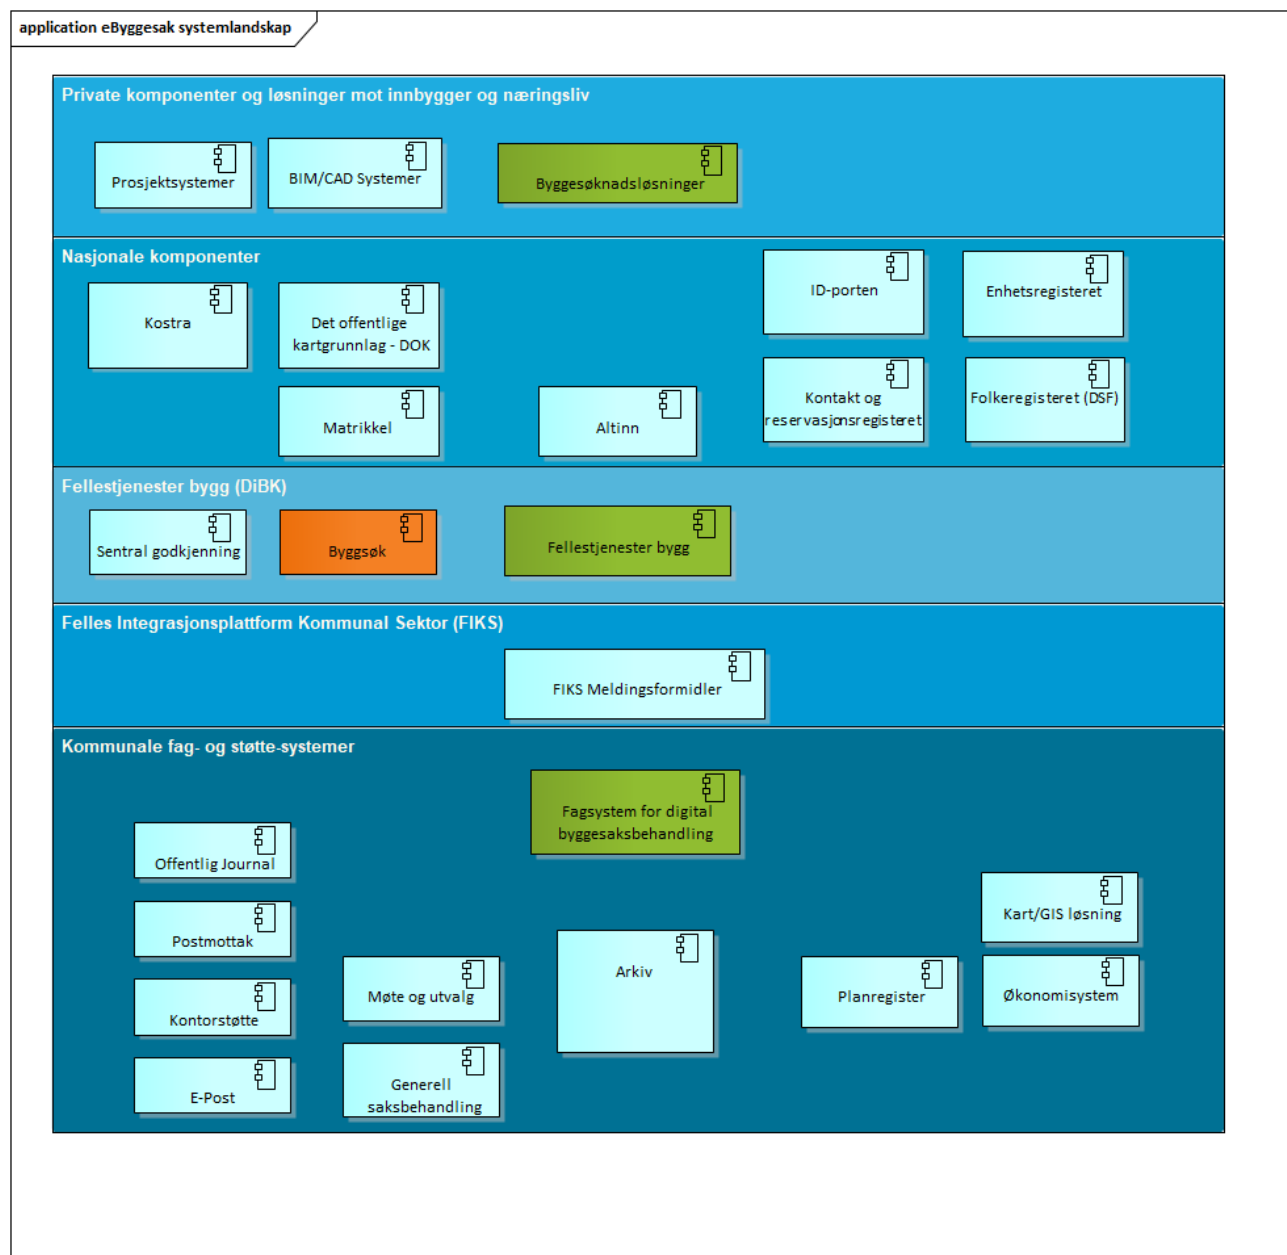 application eByggesak systemlandskap
Private komponenter og løsninger mot innbygger og næringsliv
Prosjektsystemer
BIM/CAD Systemer
Byggesøknadsløsninger
Nasjonale komponenter
Kostra
Det offentlige
kartgrunnlag - DOK
ID-porten
Enhetsregisteret
Matrikkel
Altinn
Kontakt og
reservasjonsregisteret
Folkeregisteret (DSF)
Fellestjenester bygg (DiBK)
Sentral godkjenning
Byggsøk
Fellestjenester bygg
Felles Integrasjonsplattform Kommunal Sektor (FIKS)
FIKS Meldingsformidler
Kommunale fag- og støtte-systemer
Fagsystem for digital
byggesaksbehandling
Offentlig Journal
Postmottak
Kontorstøtte
E-Post
Møte og utvalg
Generell
saksbehandling
Arkiv
Planregister
Kart/GIS løsning
Økonomisystem